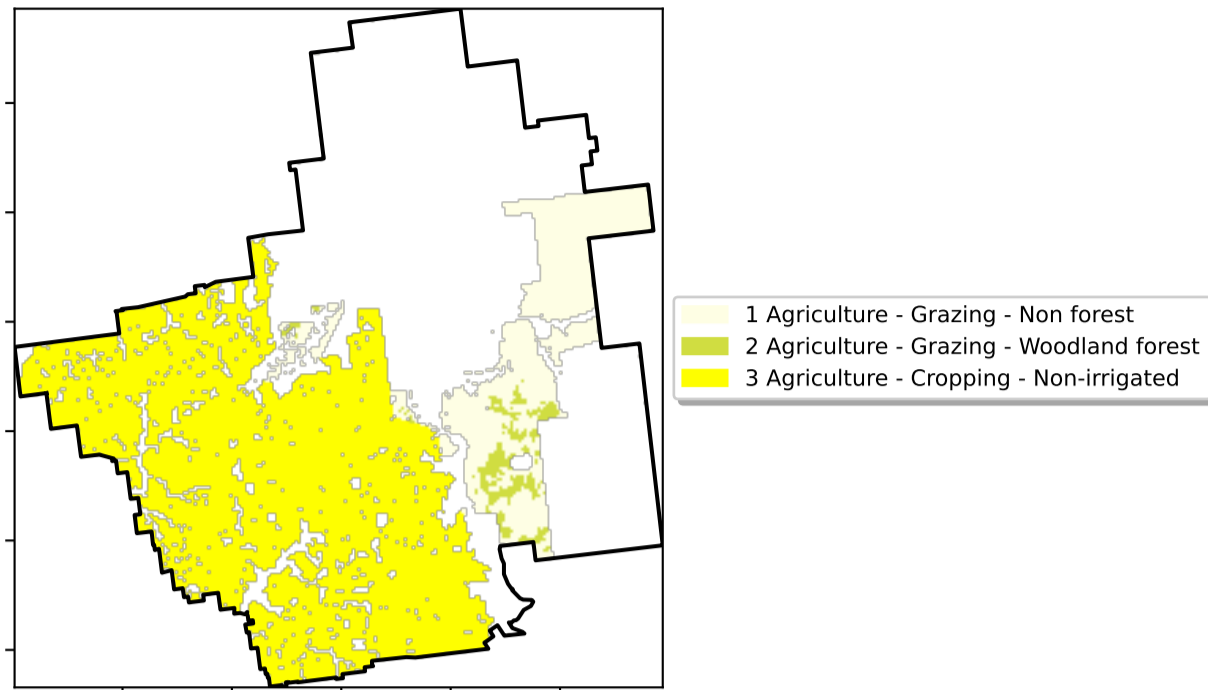 1 Agriculture - Grazing - Non forest
2 Agriculture - Grazing - Woodland forest
3 Agriculture - Cropping - Non-irrigated